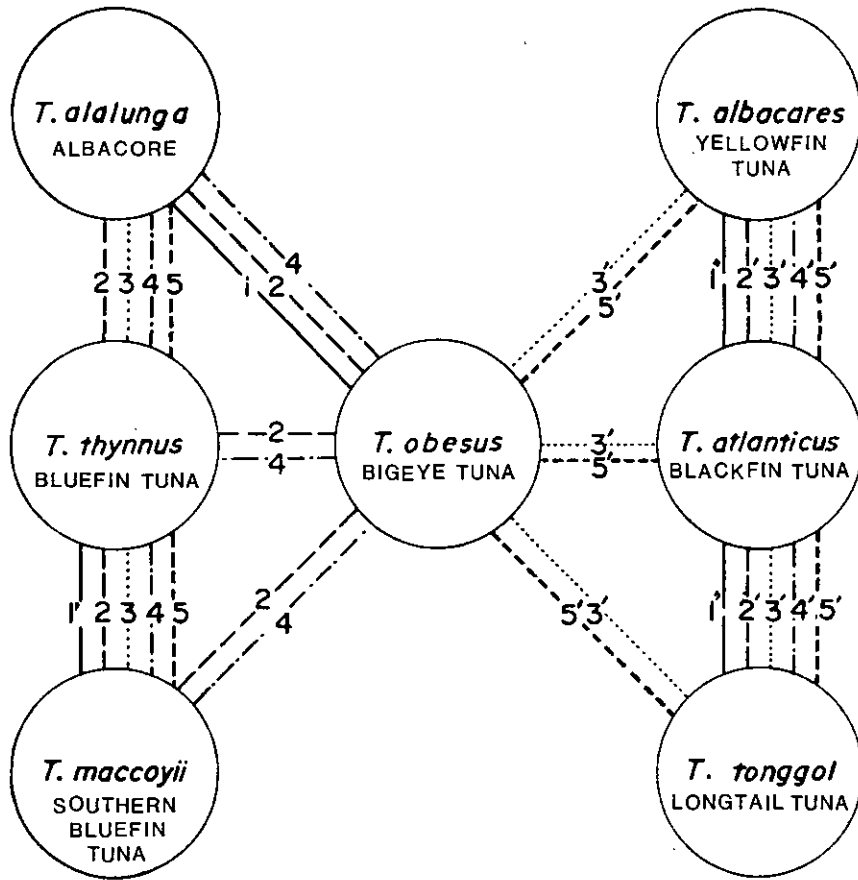 T. alalunga
ALBACORE
T. albacares
YELLOWFIN
TUNA
4
2
1
2 3 4 5
3'
5'
1' 2' 3' 4' 5'
T. thynnus
BLUEFIN TUNA
2
4
T. obesus
BIGEYE TUNA
3'
5'
T. atlanticus
BLACKFIN TUNA
1' 2 3 4 5
2
4
5' 3'
1' 2' 3' 4' 5'
T. maccoyii
SOUTHERN
BLUEFIN
TUNA
T. tonggol
LONGTAIL TUNA